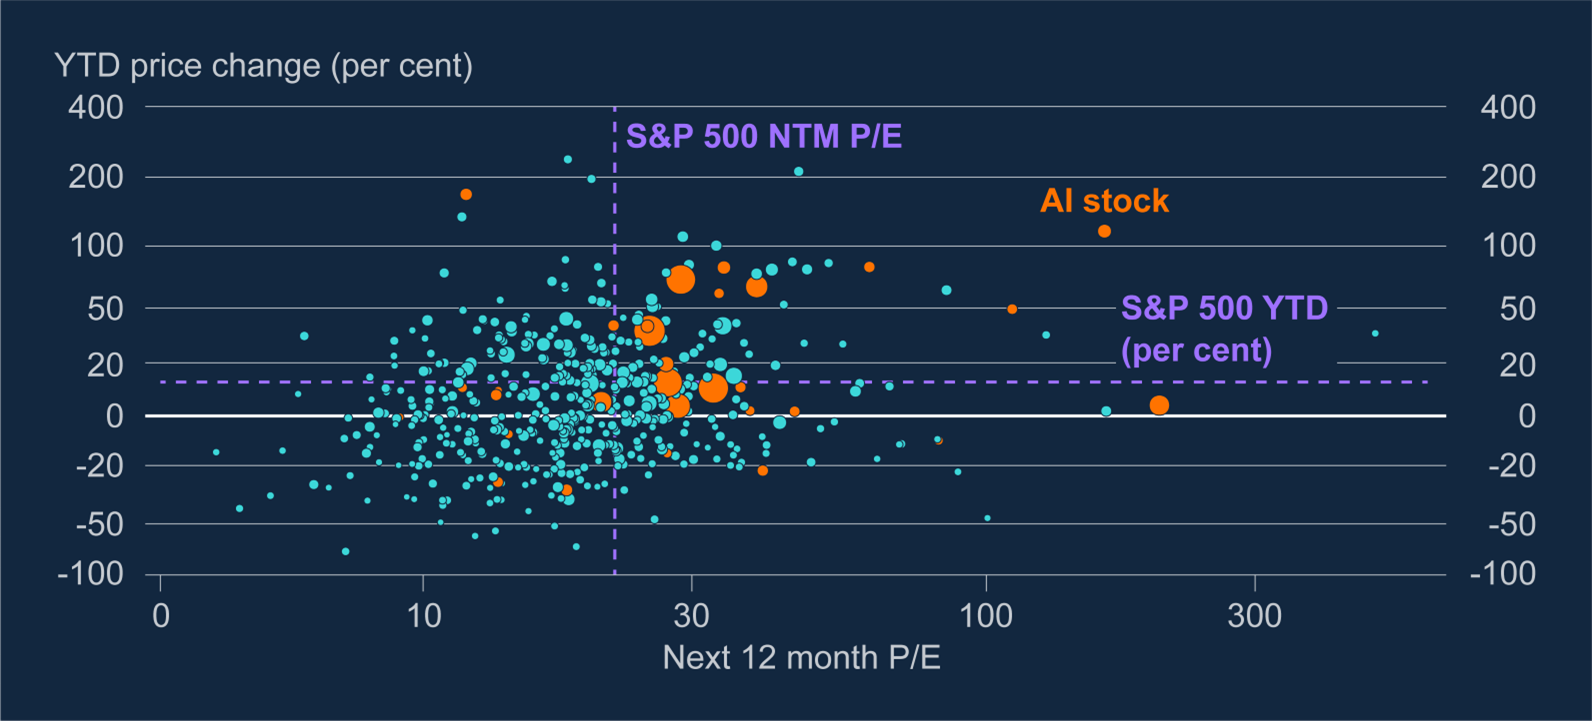 YTD price change (per cent)
400 400
S&P 500 NTM P/E
200 200
AI stock
100 100
50 S&P 500 YTD 50
(per cent)
20 20
0 0
-20 -20
-50 -50
-100 -100
0 10 30 100 300
Next 12 month P/E